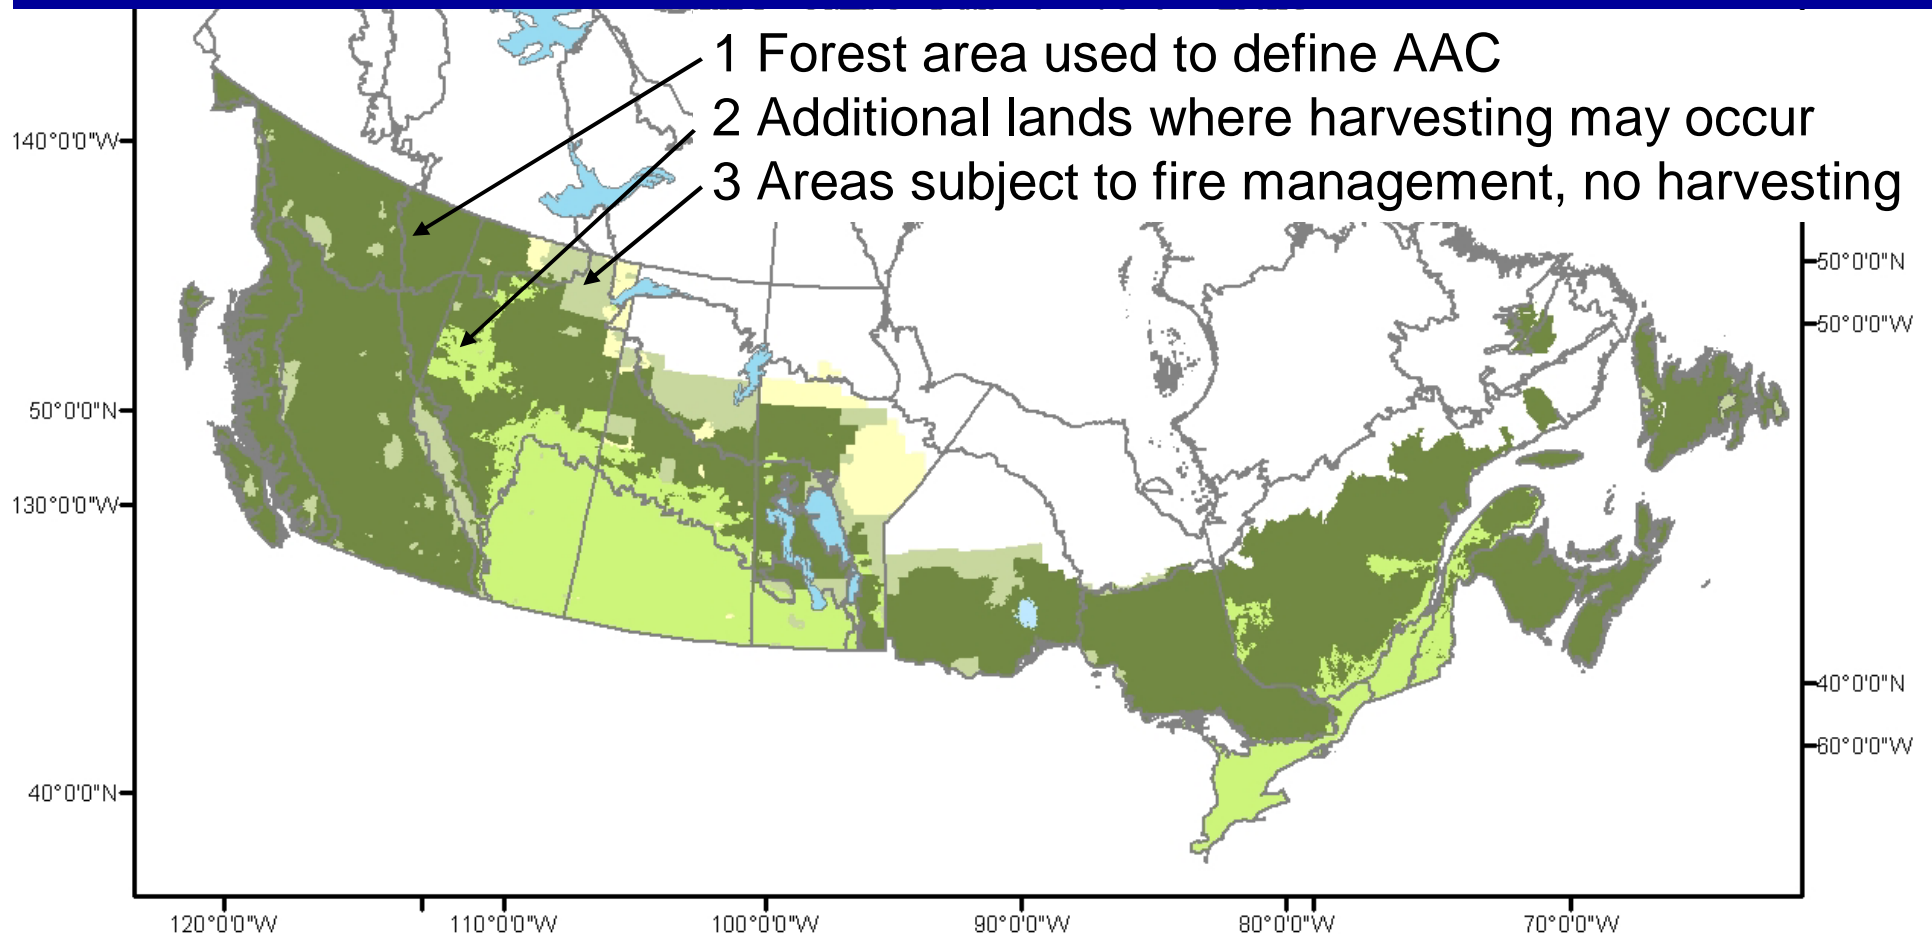 1 Forest area used to define AAC
2 Additional lands where harvesting may occur
3 Areas subject to fire management, no harvesting
140°0'0"W
50°0'0"N
50°0'0"W
50°0'0"N
130°0'0"W
40°0'0"N
60°0'0"W
40°0'0"N
120°0'0"W
110°0'0"W
100°0'0"W
90°0'0"W
80°0'0"W
70°0'0"W